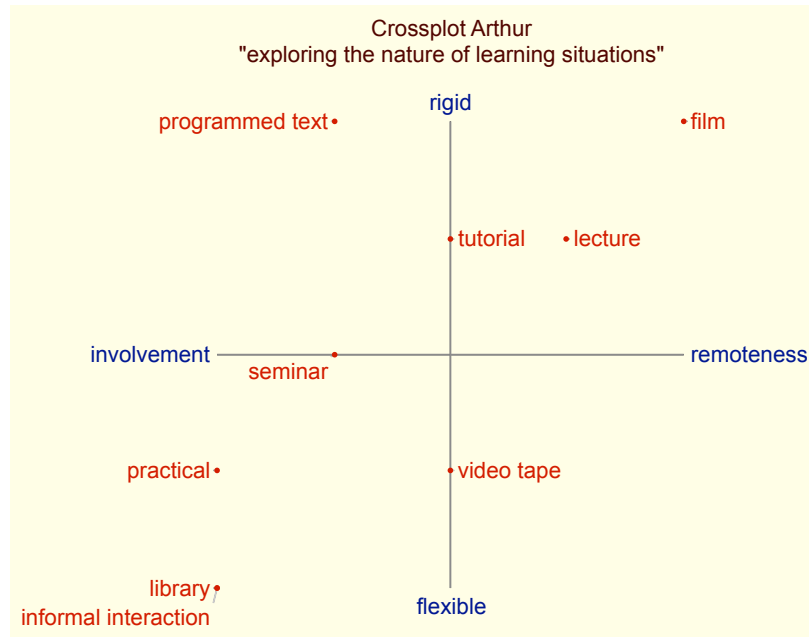 Crossplot Arthur
"exploring the nature of learning situations"
rigid
programmed text
film
tutorial
lecture
involvement
remoteness
seminar
practical
video tape
library
flexible
informal interaction